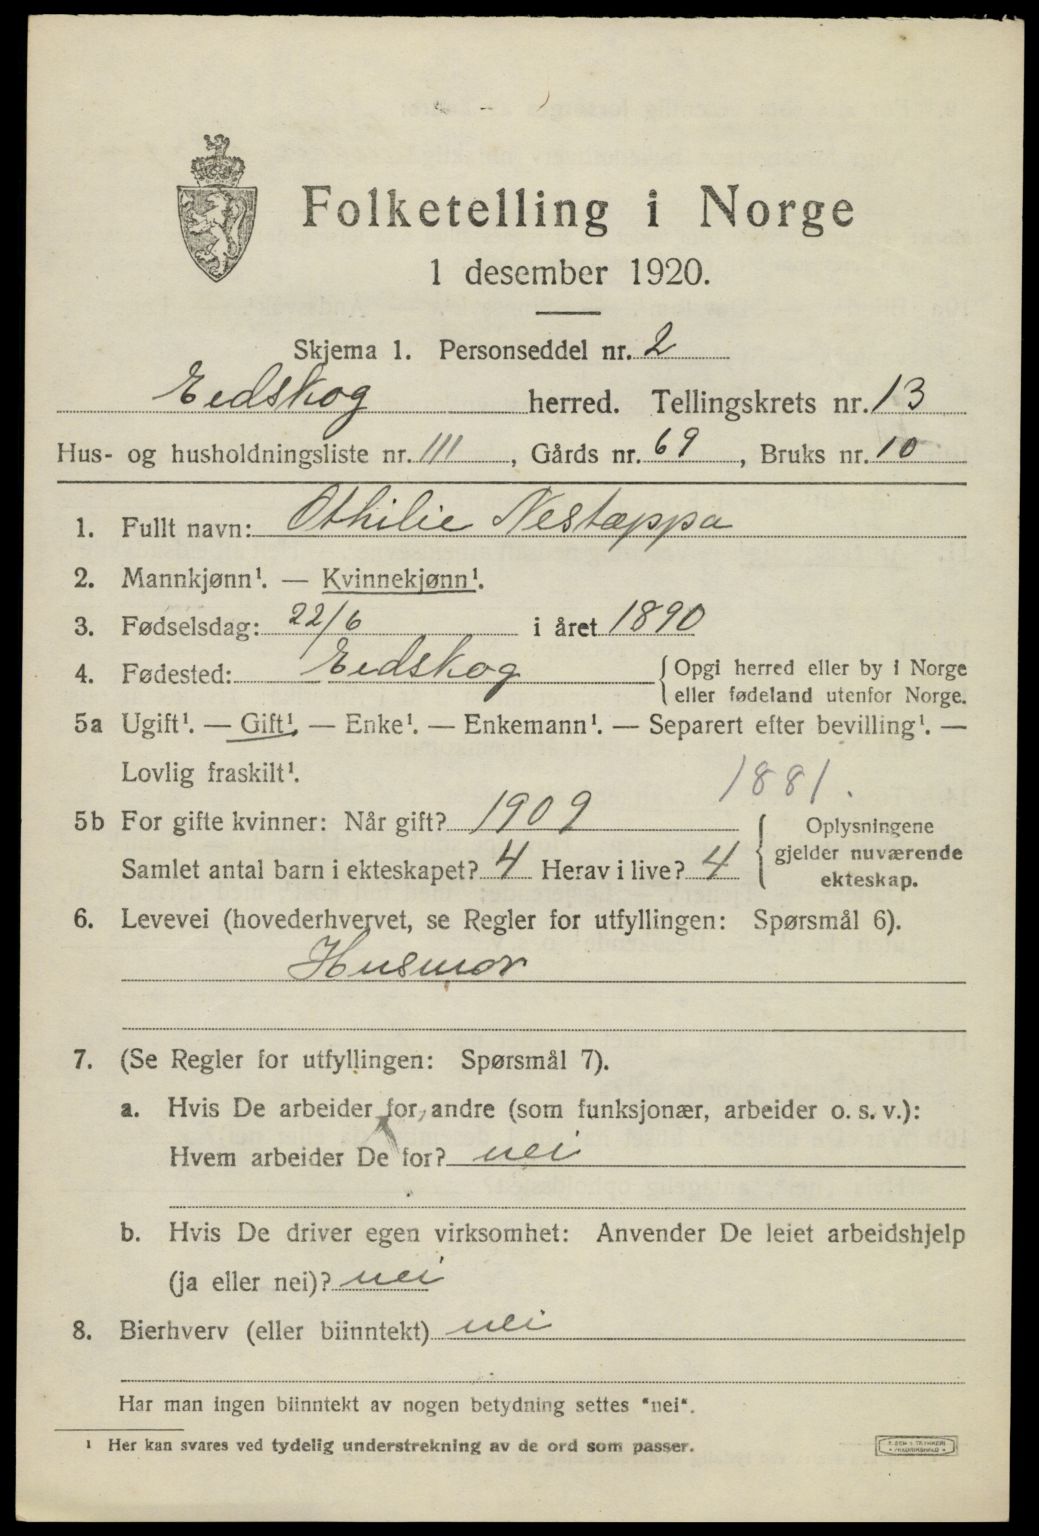 Folketelling i Norge
1 desember 1920.
Skjema 1. Personseddel nr. 2
Eidskog herred. Tellingskrets nr. 13
Hus- og husholdningsliste nr. 111, Gårds nr. 69, Bruks nr. 10
1. Fullt navn: Othilie Nestæppa
2. Mannkjønn¹. — Kvinnekjønn¹.
3. Fødselsdag: 22/6 i året 1890
4. Fødested: Eidskog {Opgi herred eller by i Norge
eller fødeland utenfor Norge.
5a Ugift¹. — Gift¹. — Enke¹. — Enkemann¹. — Separert efter bevilling¹. —
Lovlig fraskilt¹.
1881.
5b For gifte kvinner: Når gift? 1909
Samlet antal barn i ekteskapet? 4 Herav i live? 4
{Oplysningene
gjelder nuværende
ekteskap.
6. Levevei (hovederhvervet, se Regler for utfyllingen: Spørsmål 6).
Husmor
7. (Se Regler for utfyllingen: Spørsmål 7).
a. Hvis De arbeider for andre (som funksjonær, arbeider o. s. v.):
Hvem arbeider De for? nei
b. Hvis De driver egen virksomhet: Anvender De leiet arbeidshjelp
(ja eller nei)? nei
8. Bierhverv (eller biinntekt) nei
Har man ingen biinntekt av nogen betydning settes "nei".
¹ Her kan svares ved tydelig understrekning av de ord som passer.